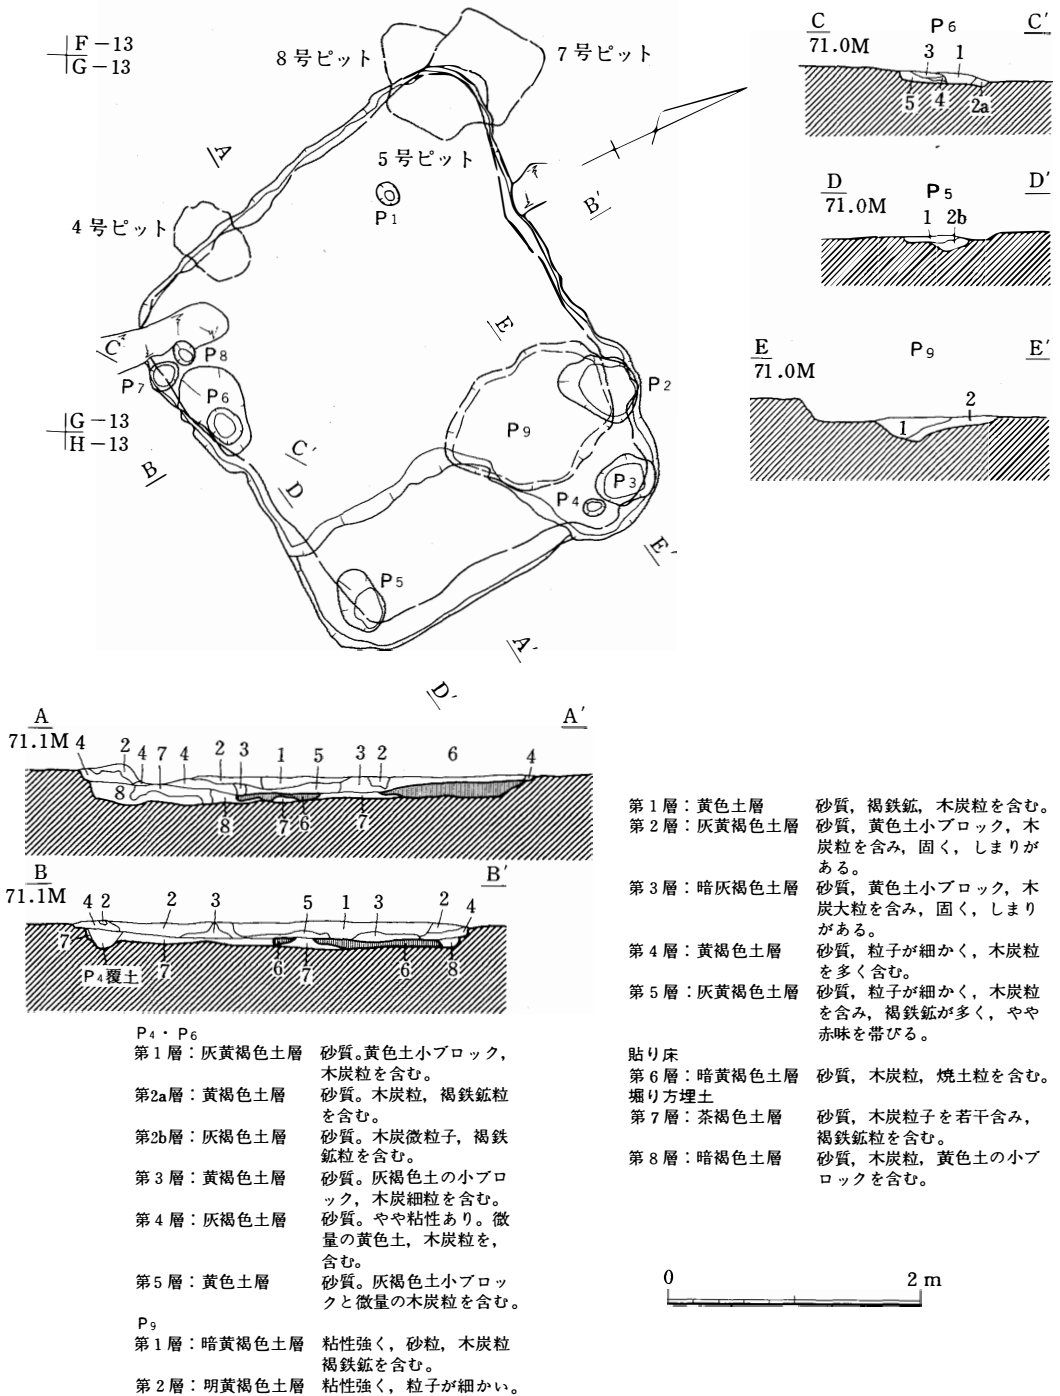 F-13
G-13
8号ピット
7号ピット
5号ピット
4号ピット
A
B'
P1
E
C'
P8
P7
P6
P2
P9
G-13
H-13
B
C'
D
P3
P4
E'
P5
A'
D'
C P6 C'
71.0M
3 1
5 4 2a
D P5 D'
71.0M
1 2b
E P9 E'
71.0M
2
1
A A'
71.1M 4 2 4 7 4 2 3 1 5 3 2 6 4
8
8 7 6 7
B B'
71.1M
4 2 2 3 5 1 3 2 4
7
P4覆土 7 6 7 6 8
P4・P6
第1層：灰黄褐色土層 砂質。黄色土小ブロック，
木炭粒を含む。
第2a層：黄褐色土層 砂質。木炭粒，褐鉄鉱粒
を含む。
第2b層：灰褐色土層 砂質。木炭微粒子，褐鉄
鉱粒を含む。
第3層：黄褐色土層 砂質。灰褐色土の小ブロ
ック，木炭細粒を含む。
第4層：灰褐色土層 砂質。やや粘性あり。微
量の黄色土，木炭粒を，
含む。
第5層：黄色土層 砂質。灰褐色土小ブロッ
クと微量の木炭粒を含む。
P9
第1層：暗黄褐色土層 粘性強く，砂粒，木炭粒
褐鉄鉱を含む。
第2層：明黄褐色土層 粘性強く，粒子が細かい。
第1層：黄色土層 砂質，褐鉄鉱，木炭粒を含む。
第2層：灰黄褐色土層 砂質，黄色土小ブロック，木
炭粒を含み，固く，しまりが
ある。
第3層：暗灰褐色土層 砂質，黄色土小ブロック，木
炭大粒を含み，固く，しまり
がある。
第4層：黄褐色土層 砂質，粒子が細かく，木炭粒
を多く含む。
第5層：灰黄褐色土層 砂質，粒子が細かく，木炭粒
を含み，褐鉄鉱が多く，やや
赤味を帯びる。
貼り床
第6層：暗黄褐色土層 砂質，木炭粒，焼土粒を含む。
堀り方埋土
第7層：茶褐色土層 砂質，木炭粒子を若干含み，
褐鉄鉱粒を含む。
第8層：暗褐色土層 砂質，木炭粒，黄色土の小ブ
ロックを含む。
0 2m